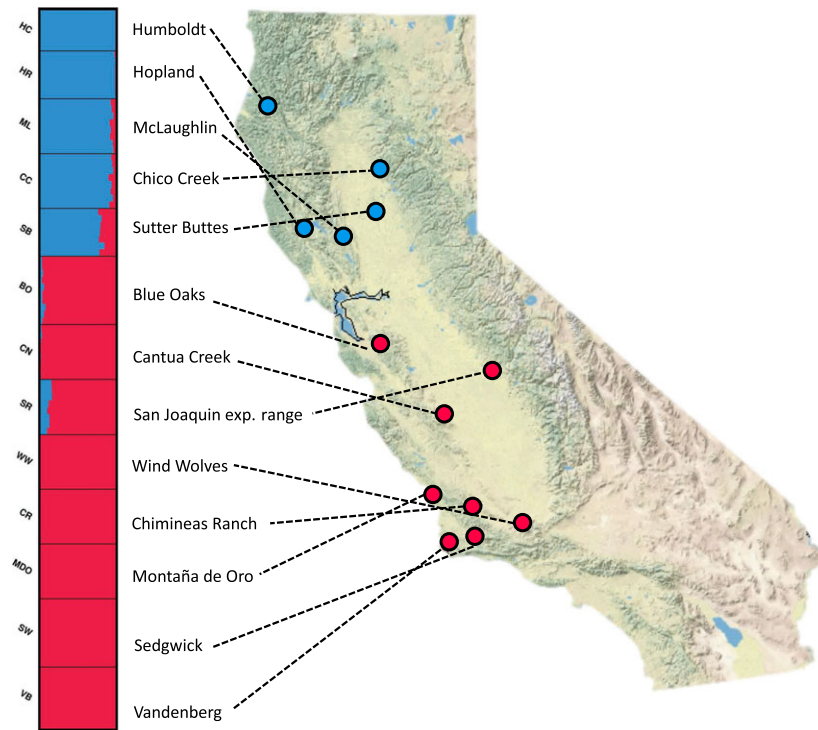 HC
Humboldt
HR
Hopland
ML
McLaughlin
CC
Chico Creek
SB
Sutter Buttes
BO
Blue Oaks
CN
Cantua Creek
SR
San Joaquin exp. range
WW
Wind Wolves
CR
Chimineas Ranch
MDO
Montaña de Oro
SW
Sedgwick
VB
Vandenberg